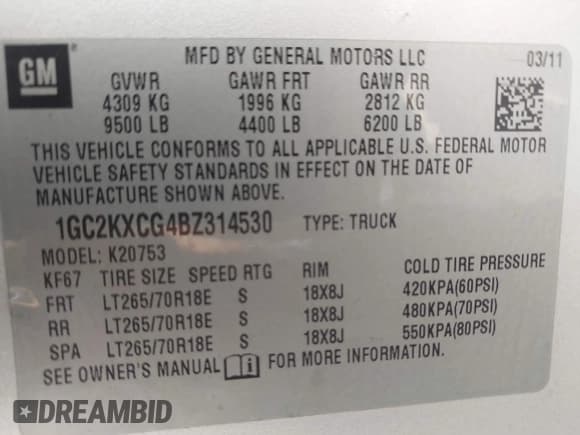 GM
MFD BY GENERAL MOTORS LLC 03/11
GVWR GAWR FRT GAWR RR
4309 KG 1996 KG 2812 KG
9500 LB 4400 LB 6200 LB
THIS VEHICLE CONFORMS TO ALL APPLICABLE U.S. FEDERAL MOTOR
VEHICLE SAFETY STANDARDS IN EFFECT ON THE DATE OF
MANUFACTURE SHOWN ABOVE.
1GC2KXCG4BZ314530 TYPE: TRUCK
MODEL: K20753
KF67 TIRE SIZE SPEED RTG RIM COLD TIRE PRESSURE
FRT LT265/70R18E S 18X8J 420KPA(60PSI)
RR LT265/70R18E S 18X8J 480KPA(70PSI)
SPA LT265/70R18E S 18X8J 550KPA(80PSI)
SEE OWNER'S MANUAL i FOR MORE INFORMATION.
DREAMBID